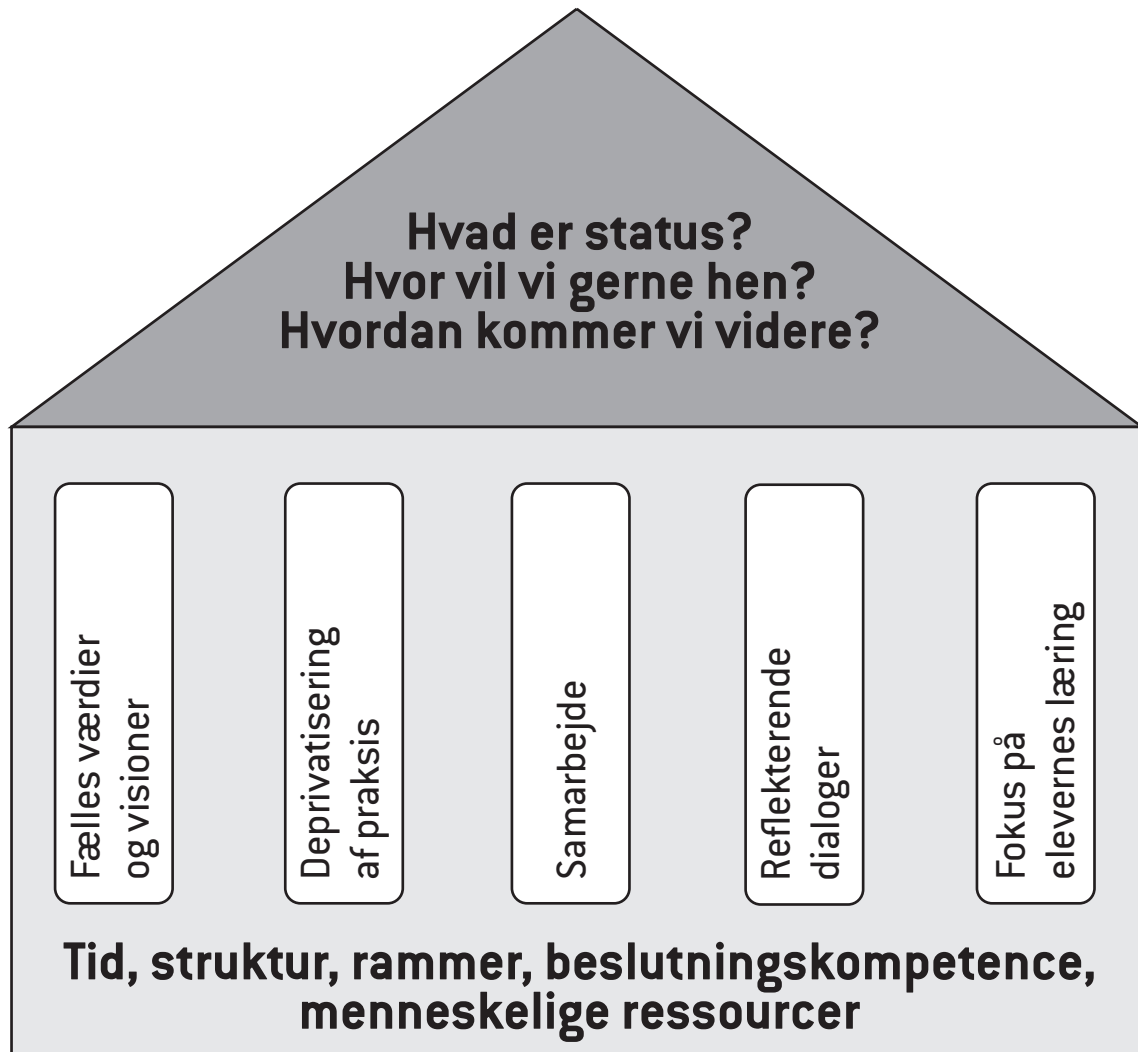 Hvad er status?
Hvor vil vi gerne hen?
Hvordan kommer vi videre?
Fælles værdier
og visioner
Deprivatisering
af praksis
Samarbejde
Reflekterende
dialoger
Fokus på
elevernes læring
Tid, struktur, rammer, beslutningskompetence,
menneskelige ressourcer